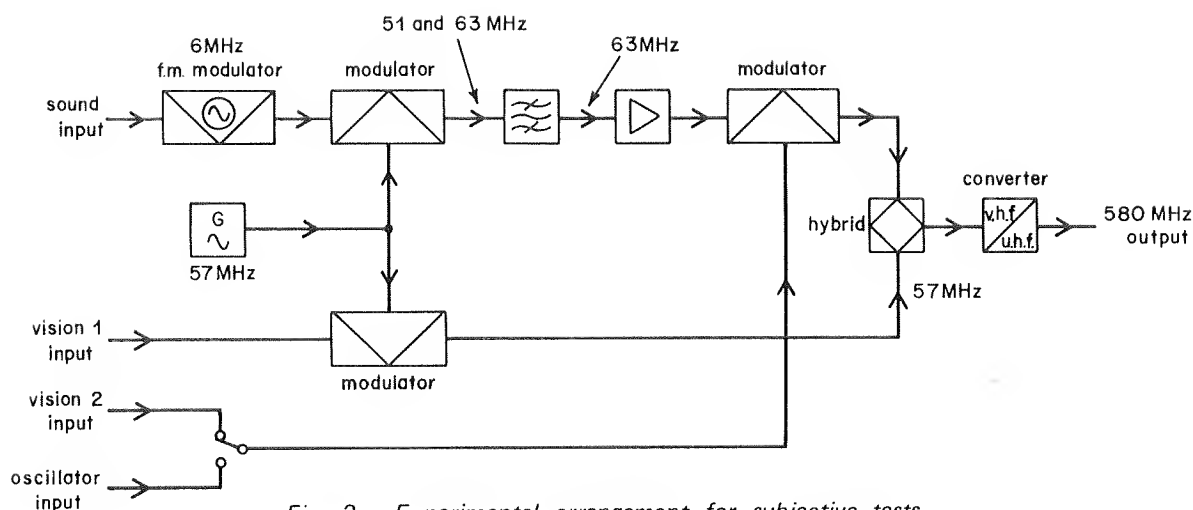 51 and 63 MHz
6MHz
f.m. modulator
modulator
63MHz
modulator
sound
input
G
57MHz
hybrid
converter
v.h.f.
u.h.f.
580 MHz
output
57MHz
vision 1
input
modulator
vision 2
input
oscillator
input